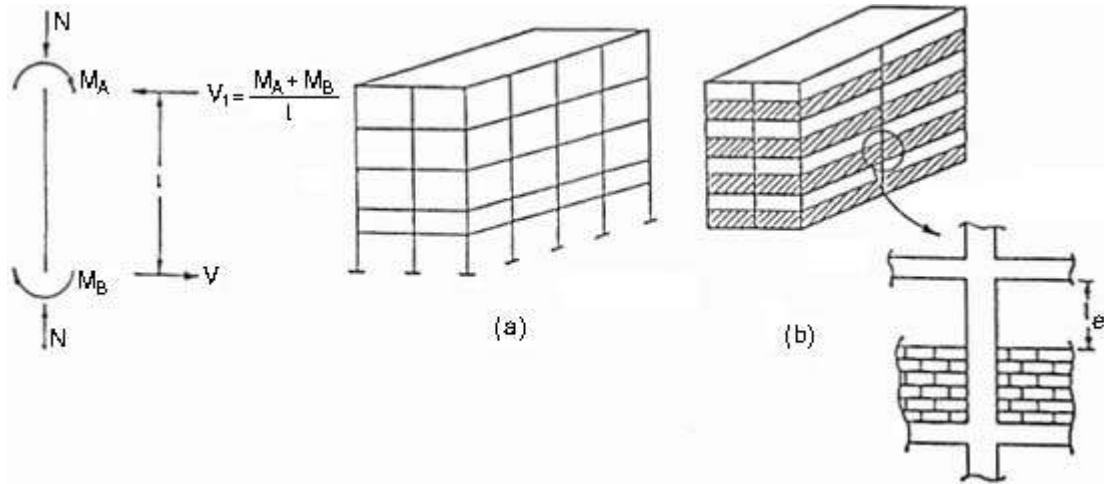 N
M_A
V_1 = (M_A + M_B) / l
l
M_B
V
N
(a)
(b)
e